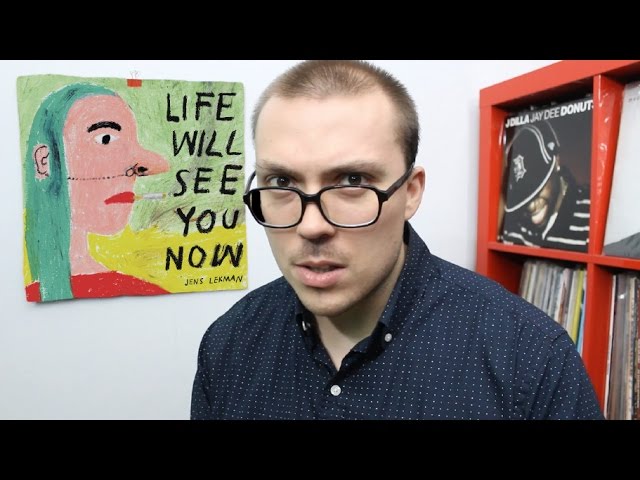 LIFE
WILL
SEE
YOU
NOW
JENS LEKMAN
J DILLA JAY DEE DONUTS